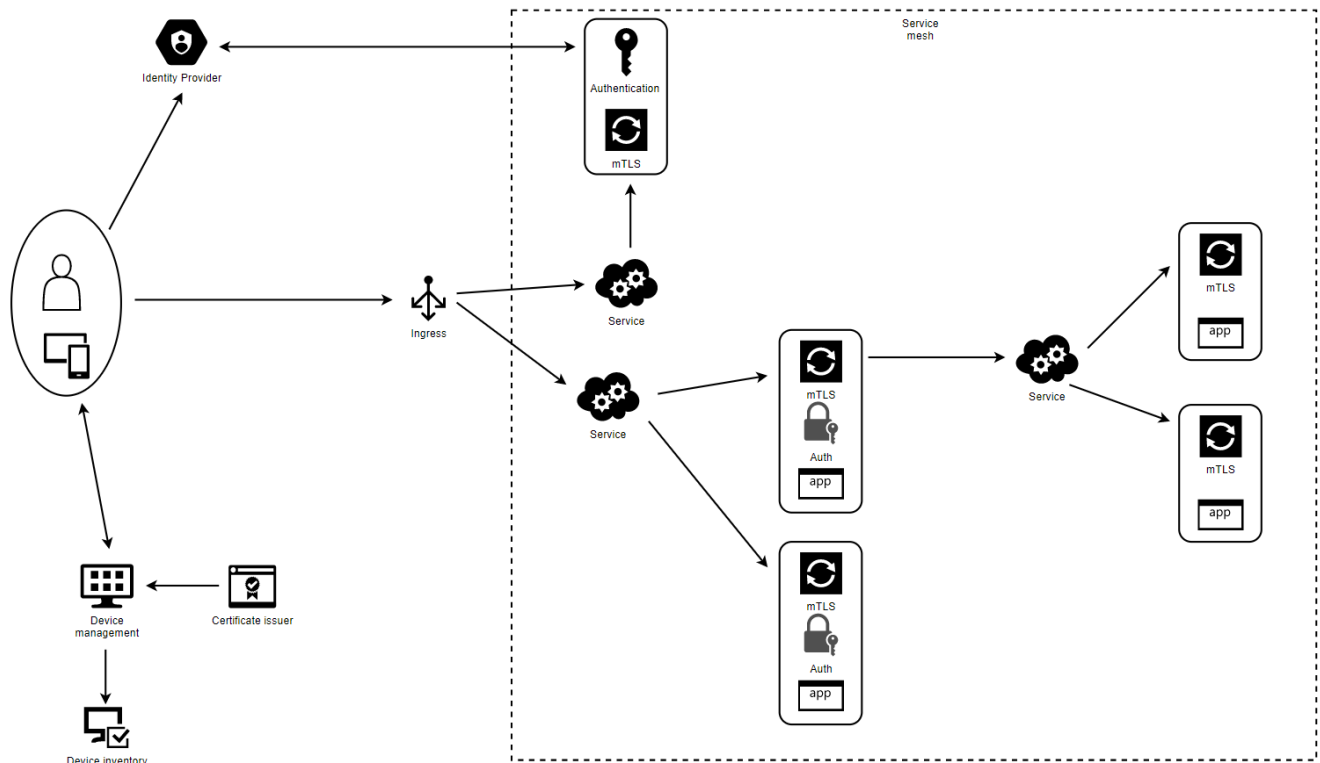 Service
mesh
Identity Provider
Authentication
mTLS
Service
Ingress
mTLS
app
mTLS
Auth
app
Service
Service
mTLS
app
mTLS
Auth
app
Device
management
Certificate issuer
Device inventory